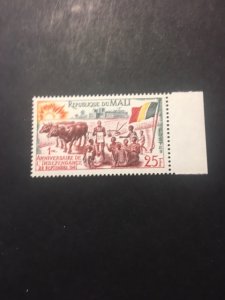 REPUBLIQUE DU MALI
1er
ANNIVERSAIRE DE
L'INDEPENDANCE
22 SEPTEMBRE 1961
25F